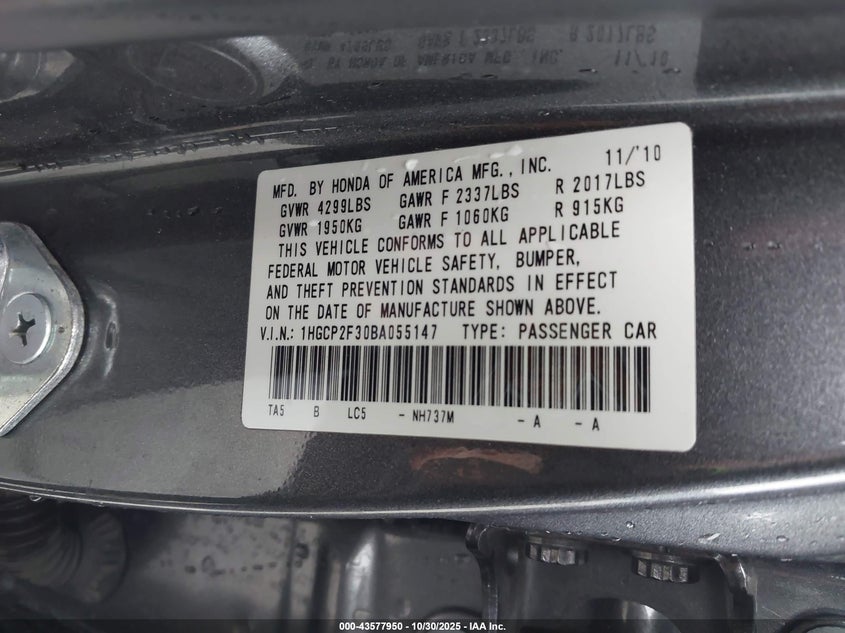 MFD. BY HONDA OF AMERICA MFG., INC. 11/'10
GVWR 4299LBS GAWR F 2337LBS R 2017LBS
GVWR 1950KG GAWR F 1060KG R 915KG
THIS VEHICLE CONFORMS TO ALL APPLICABLE
FEDERAL MOTOR VEHICLE SAFETY, BUMPER,
AND THEFT PREVENTION STANDARDS IN EFFECT
ON THE DATE OF MANUFACTURE SHOWN ABOVE.
V.I.N.: 1HGCP2F30BA055147 TYPE: PASSENGER CAR
TA5 B LC5 - NH737M - A - A
000-43577950 | 10/30/2025 | IAA Inc.